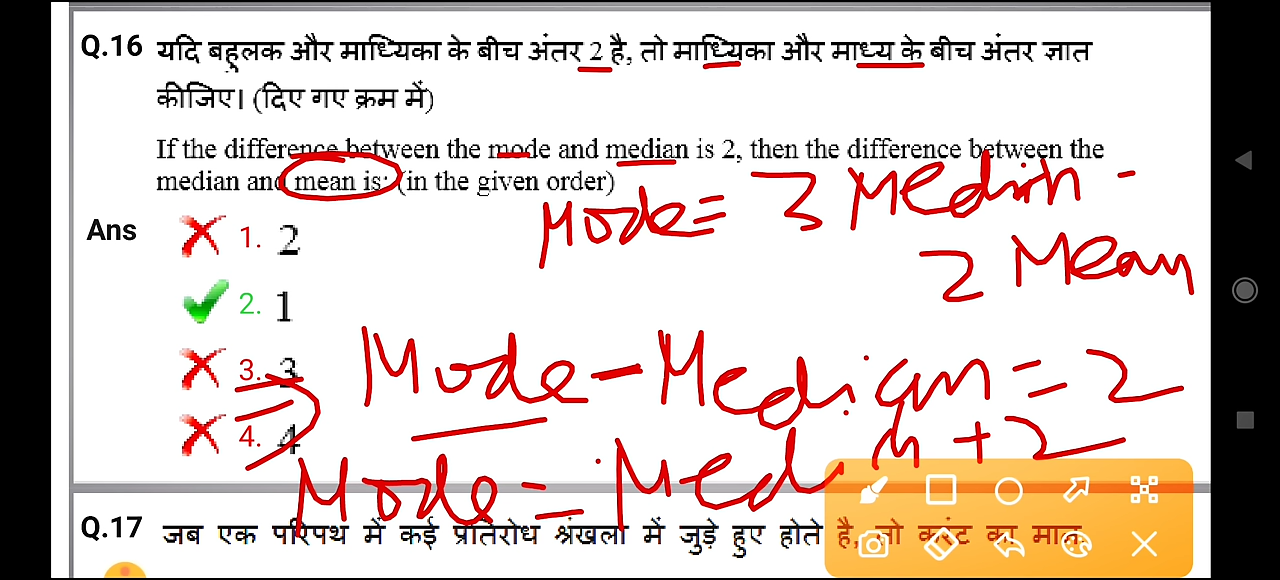 Q.16 यदि बहुलक और माध्यिका के बीच अंतर 2 है, तो माध्यिका और माध्य के बीच अंतर ज्ञात
कीजिए। (दिए गए क्रम में)
If the difference between the mode and median is 2, then the difference between the
median and mean is: (in the given order)
Mode = 3 Median -
2 Mean
Ans
1. 2
2. 1
3. 3
4. 4
Mode - Median = 2
Mode = Median + 2
Q.17 जब एक परिपथ में कई प्रतिरोध श्रंखला में जुड़े हुए होते है, तो करंट का मान